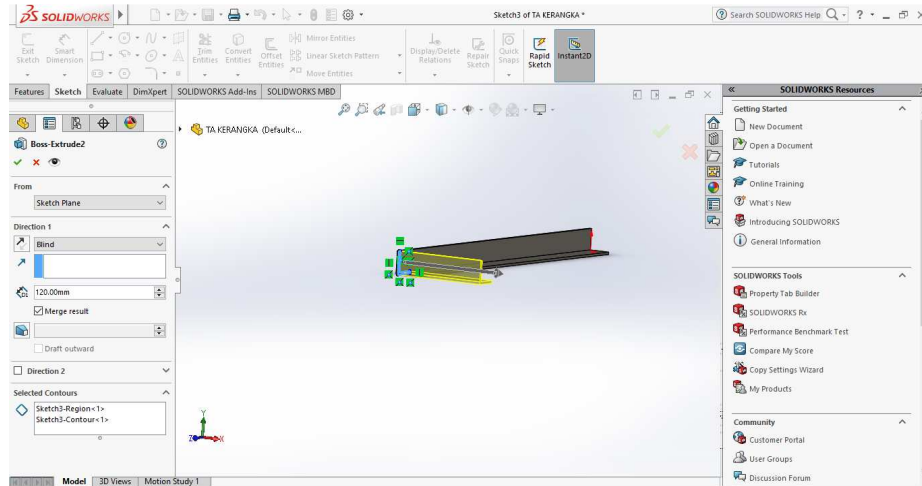 SOLIDWORKS
Sketch3 of TA KERANGKA *
Search SOLIDWORKS Help
Exit Sketch
Smart Dimension
Trim Entities
Convert Entities
Offset Entities
Mirror Entities
Linear Sketch Pattern
Move Entities
Display/Delete Relations
Repair Sketch
Quick Snaps
Rapid Sketch
Instant2D
Features
Sketch
Evaluate
DimXpert
SOLIDWORKS Add-Ins
SOLIDWORKS MBD
TA KERANGKA (Default<...
Boss-Extrude2
From
Sketch Plane
Direction 1
Blind
120.00mm
Merge result
Draft outward
Direction 2
Selected Contours
Sketch3-Region<1>
Sketch3-Contour<1>
Y
Z
X
Model
3D Views
Motion Study 1
SOLIDWORKS Resources
Getting Started
New Document
Open a Document
Tutorials
Online Training
What's New
Introducing SOLIDWORKS
General Information
SOLIDWORKS Tools
Property Tab Builder
SOLIDWORKS Rx
Performance Benchmark Test
Compare My Score
Copy Settings Wizard
My Products
Community
Customer Portal
User Groups
Discussion Forum